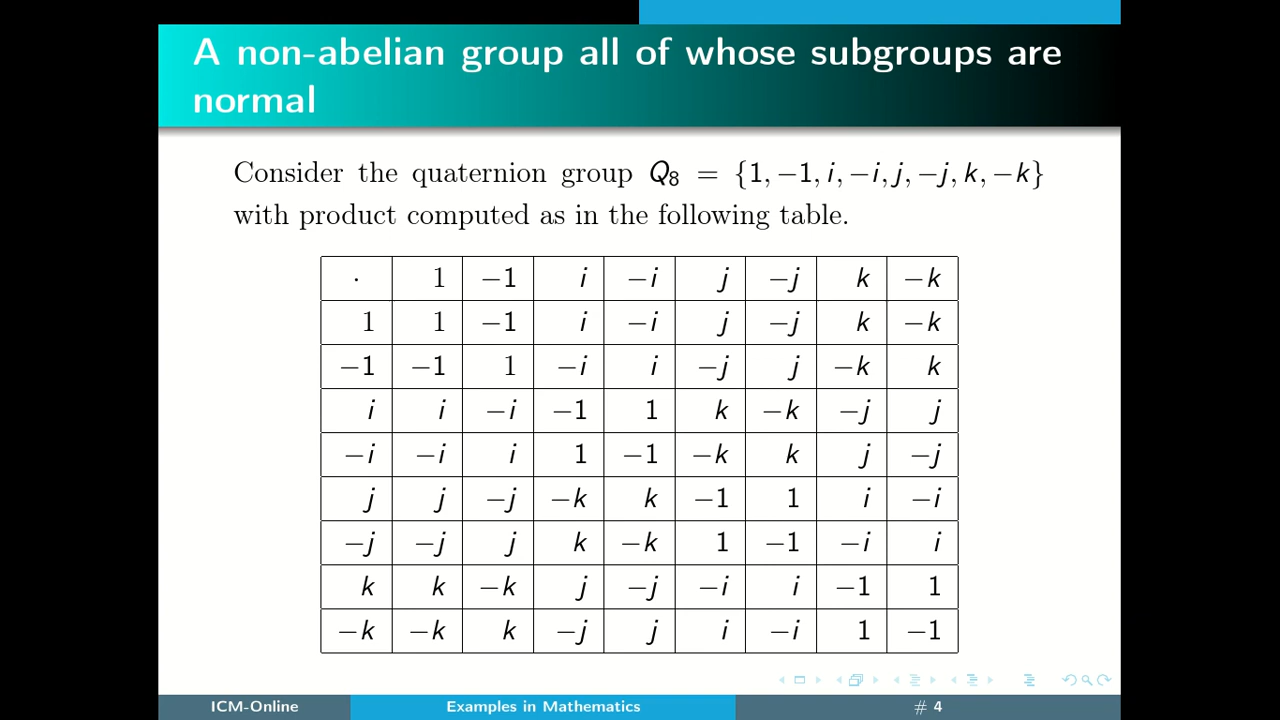 A non-abelian group all of whose subgroups are
normal
Consider the quaternion group Q₈ = {1, −1, i, −i, j, −j, k, −k}
with product computed as in the following table.
· 1 −1 i −i j −j k −k
1 1 −1 i −i j −j k −k
−1 −1 1 −i i −j j −k k
i i −i −1 1 k −k −j j
−i −i i 1 −1 −k k j −j
j j −j −k k −1 1 i −i
−j −j j k −k 1 −1 −i i
k k −k j −j −i i −1 1
−k −k k −j j i −i 1 −1
ICM-Online Examples in Mathematics # 4